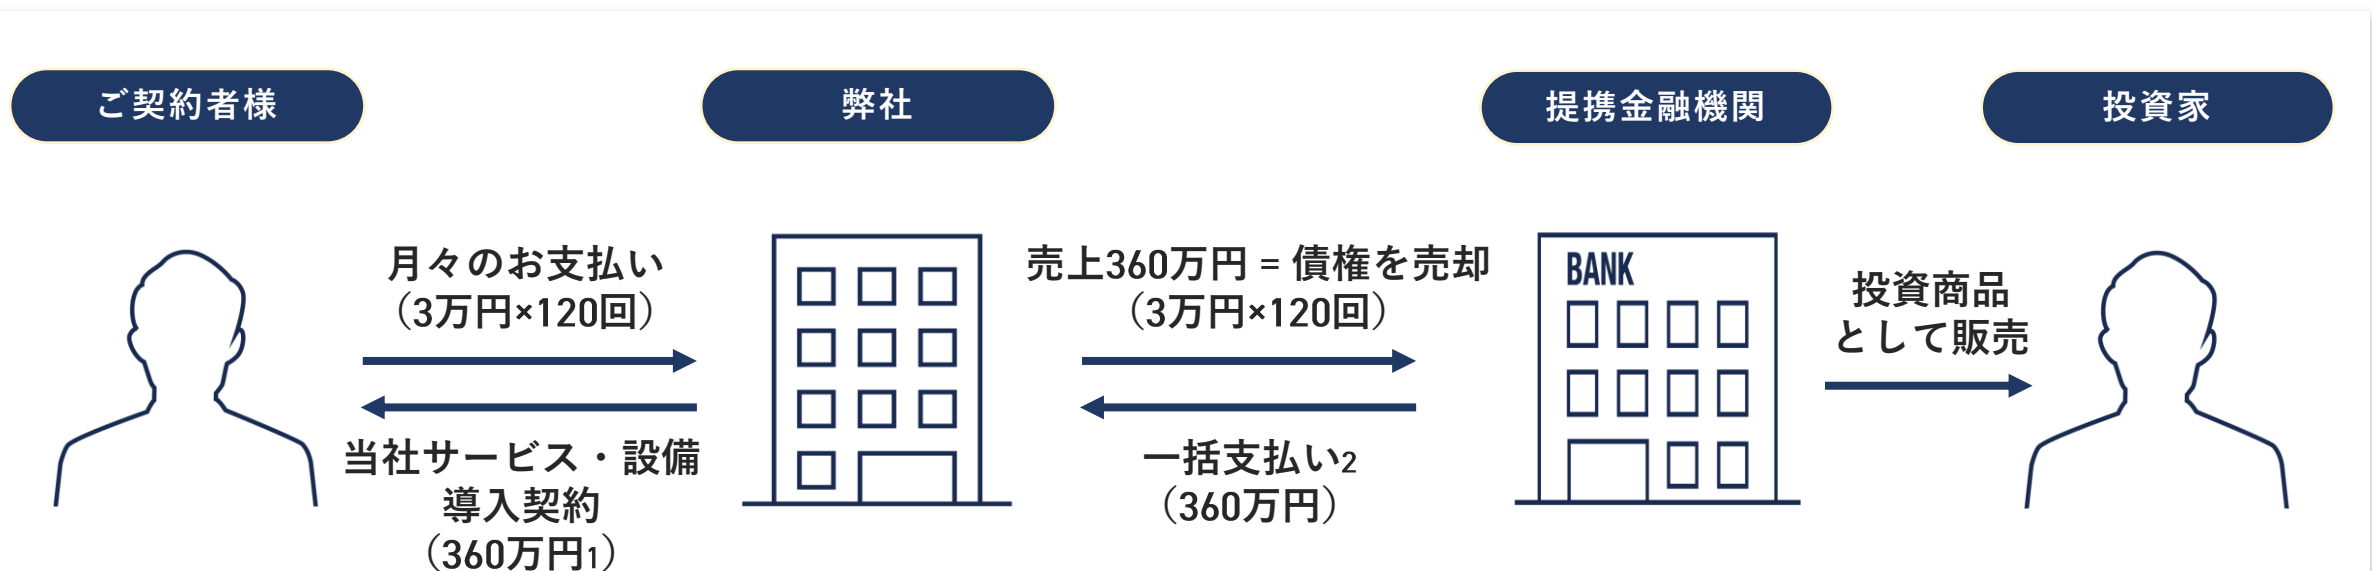 ご契約者様
弊社
提携金融機関
投資家
月々のお支払い
（3万円×120回）
当社サービス・設備
導入契約
（360万円1）
売上360万円 = 債権を売却
（3万円×120回）
一括支払い2
（360万円）
BANK
投資商品
として販売